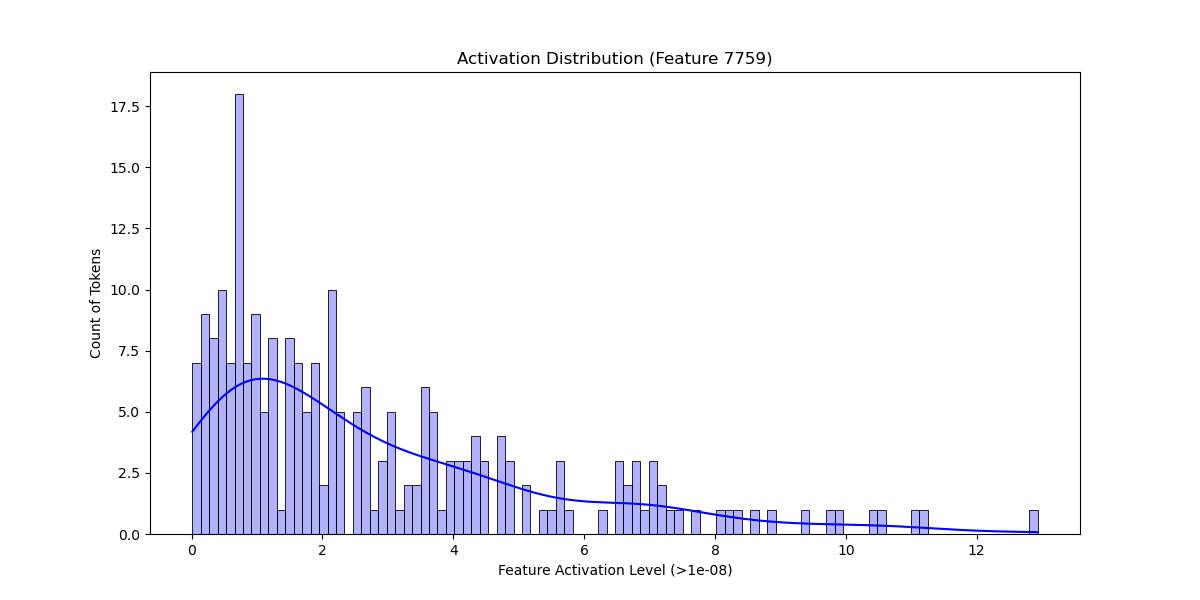 Activation Distribution (Feature 7759)
17.5
15.0
12.5
10.0
7.5
5.0
2.5
0.0
Count of Tokens
0 2 4 6 8 10 12
Feature Activation Level (>1e-08)